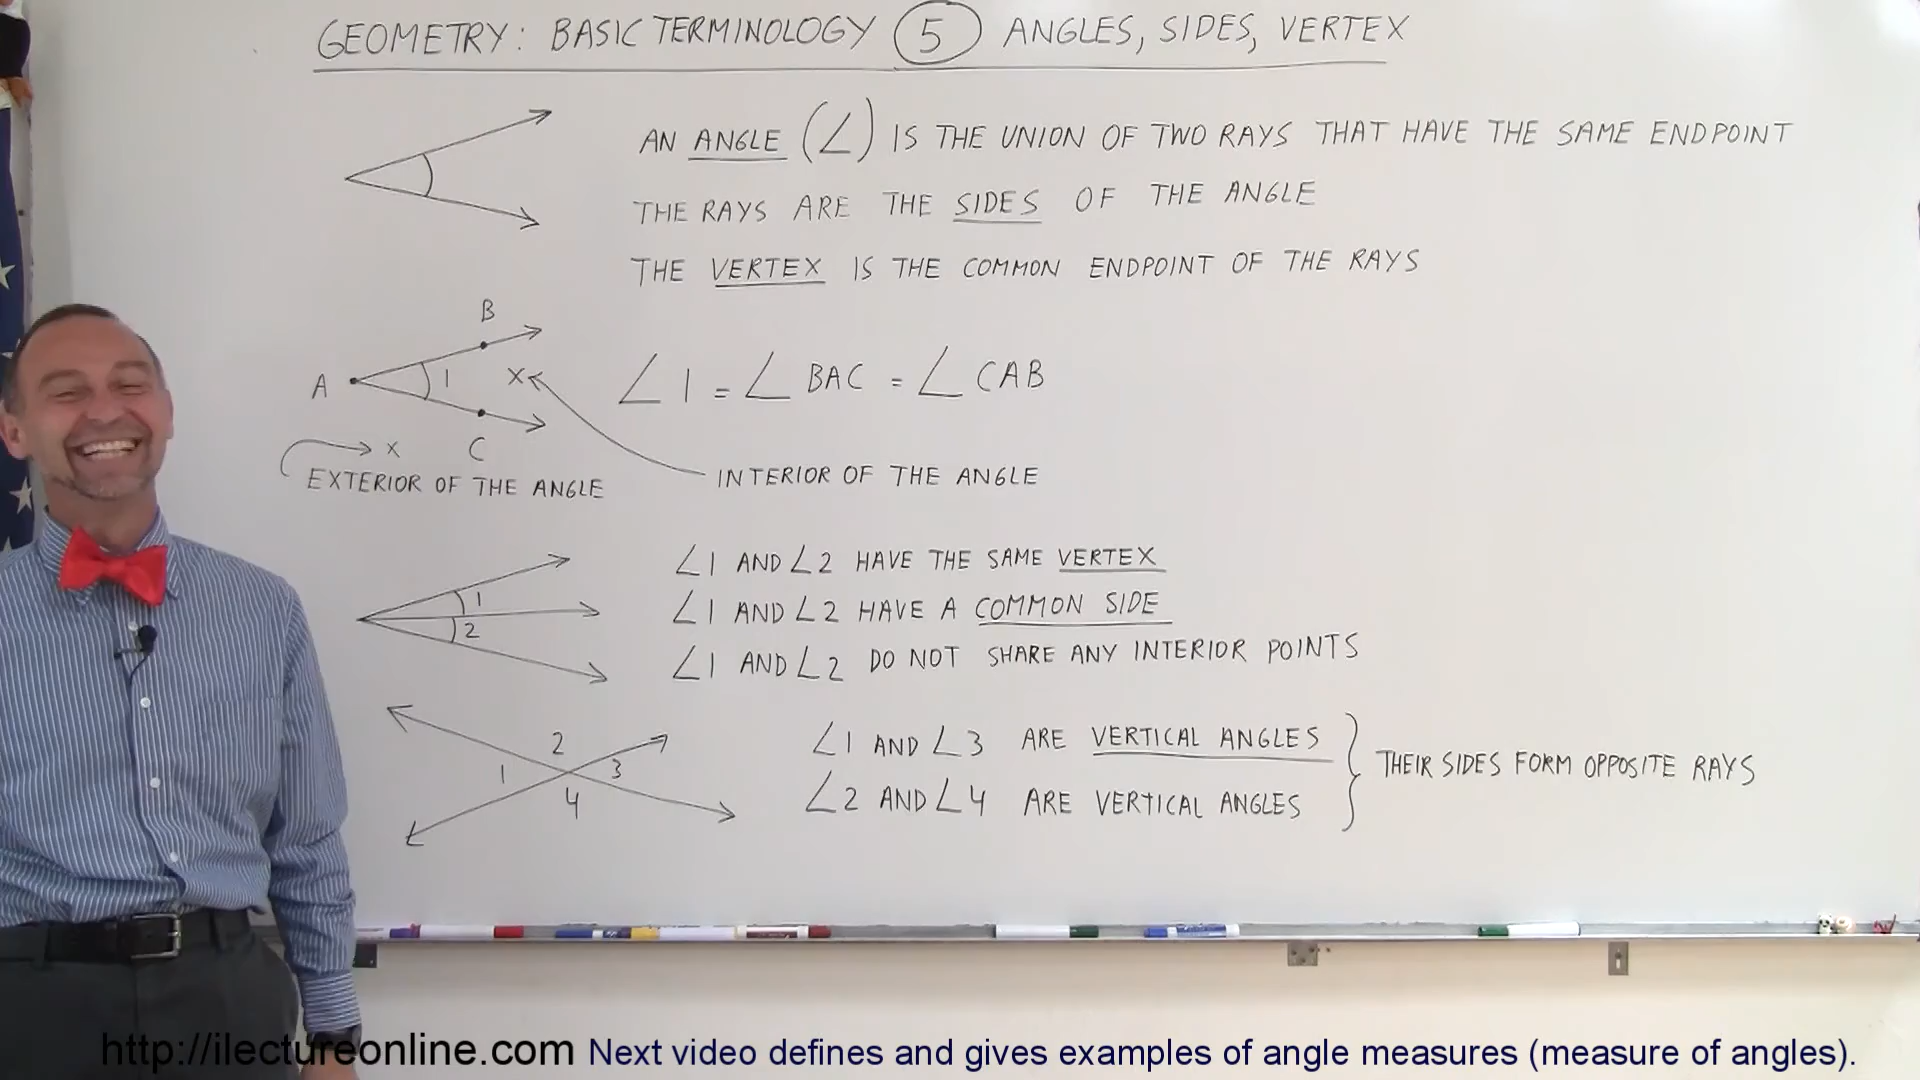 GEOMETRY: BASIC TERMINOLOGY 5 ANGLES, SIDES, VERTEX
AN ANGLE (∠) IS THE UNION OF TWO RAYS THAT HAVE THE SAME ENDPOINT
THE RAYS ARE THE SIDES OF THE ANGLE
THE VERTEX IS THE COMMON ENDPOINT OF THE RAYS
B
A 1 X
C
X
∠1 = ∠BAC = ∠CAB
EXTERIOR OF THE ANGLE
INTERIOR OF THE ANGLE
1
2
∠1 AND ∠2 HAVE THE SAME VERTEX
∠1 AND ∠2 HAVE A COMMON SIDE
∠1 AND ∠2 DO NOT SHARE ANY INTERIOR POINTS
2
1 3
4
∠1 AND ∠3 ARE VERTICAL ANGLES
∠2 AND ∠4 ARE VERTICAL ANGLES
THEIR SIDES FORM OPPOSITE RAYS
http://ilectureonline.com Next video defines and gives examples of angle measures (measure of angles).